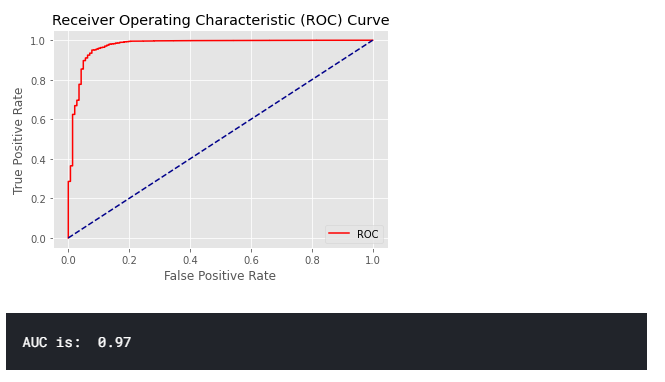 Receiver Operating Characteristic (ROC) Curve
1.0
0.8
0.6
0.4
0.2
0.0
True Positive Rate
ROC
0.0 0.2 0.4 0.6 0.8 1.0
False Positive Rate
AUC is:  0.97